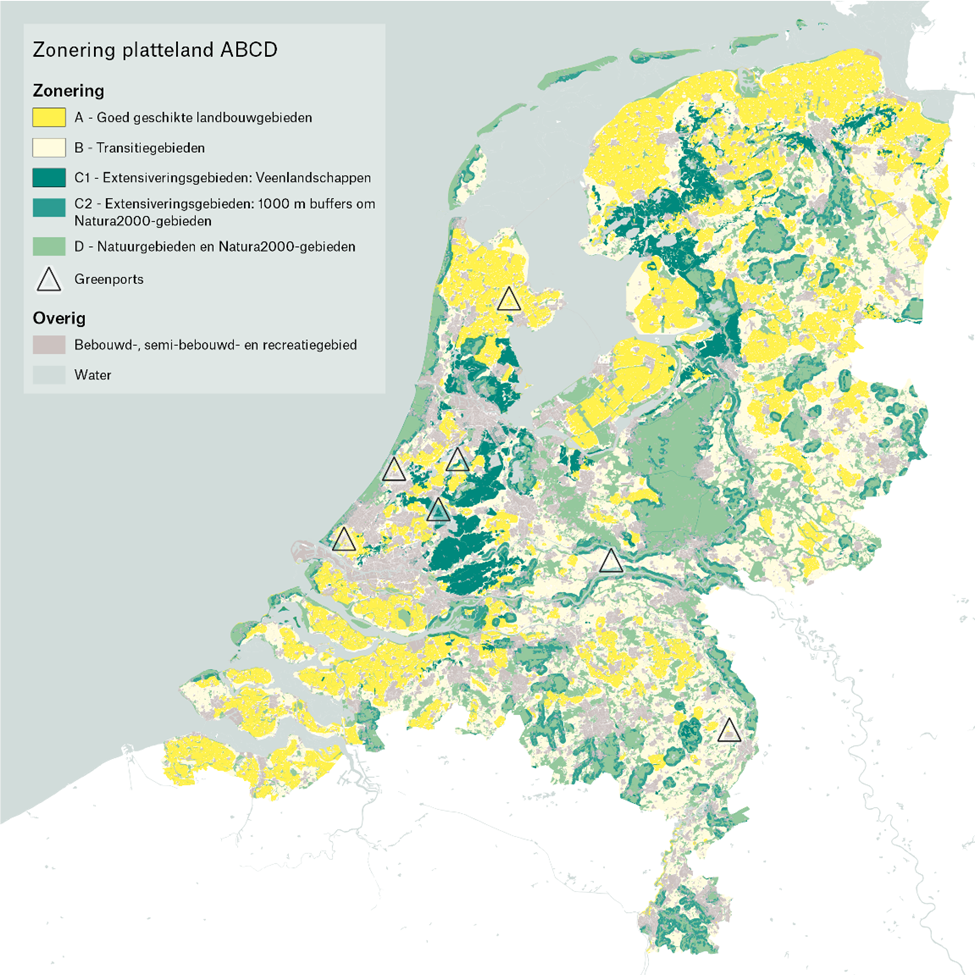 Zonering platteland ABCD
Zonering
A - Goed geschikte landbouwgebieden
B - Transitiegebieden
C1 - Extensiveringsgebieden: Veenlandschappen
C2 - Extensiveringsgebieden: 1000 m buffers om
Natura2000-gebieden
D - Natuurgebieden en Natura2000-gebieden
Greenports
Overig
Bebouwd-, semi-bebouwd- en recreatiegebied
Water